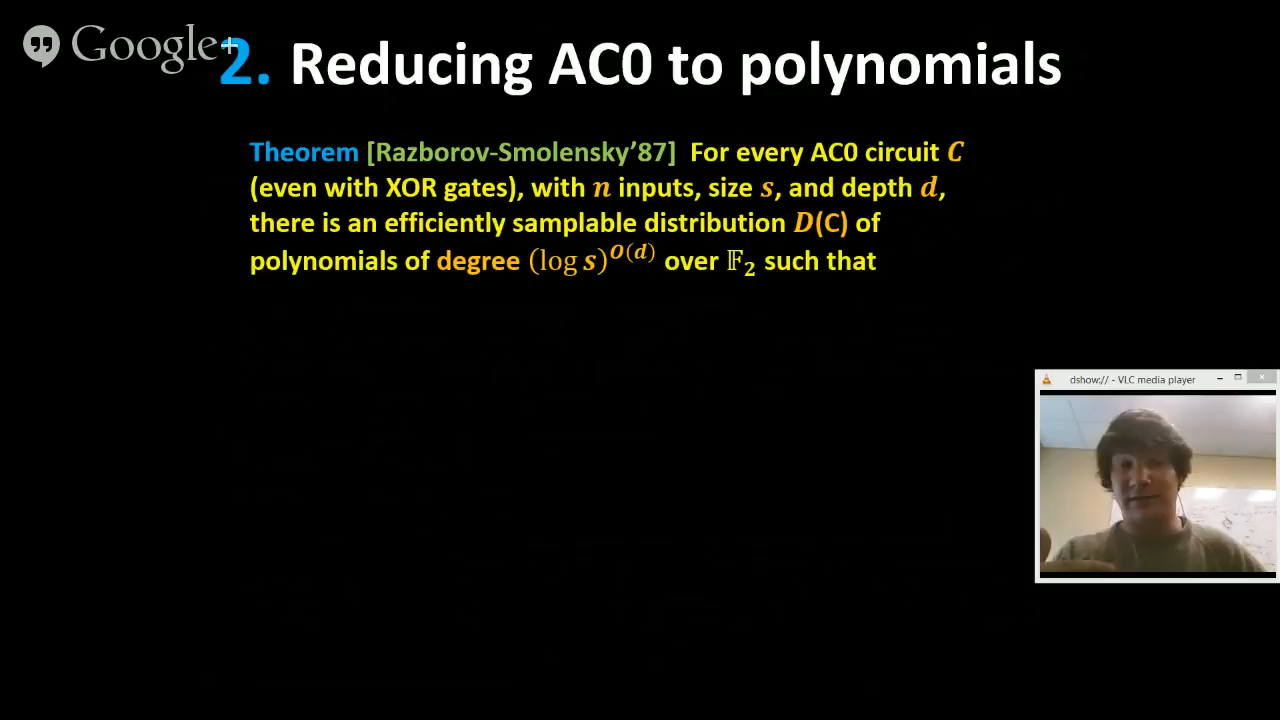 Google+
2. Reducing AC0 to polynomials
Theorem [Razborov-Smolensky’87] For every AC0 circuit C
(even with XOR gates), with n inputs, size s, and depth d,
there is an efficiently samplable distribution D(C) of
polynomials of degree (log s)^{O(d)} over 𝔽₂ such that
dshow:// - VLC media player